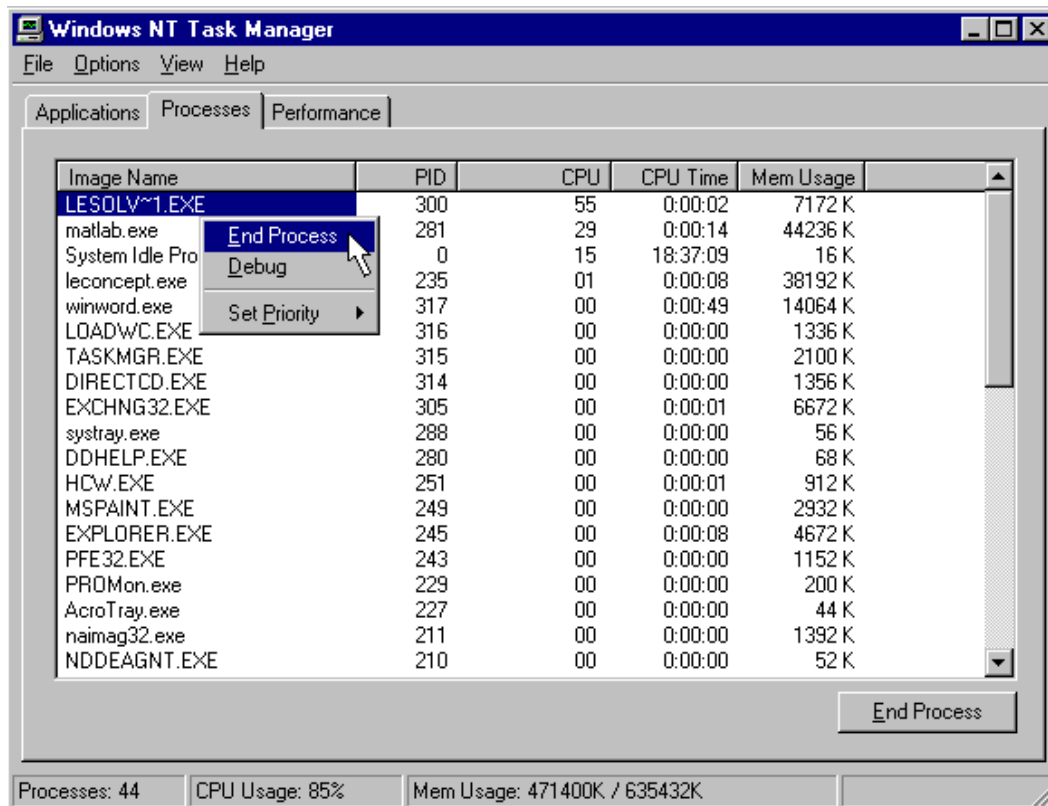 Windows NT Task Manager
File Options View Help
Applications Processes Performance
Image Name PID CPU CPU Time Mem Usage
LESOLV~1.EXE 300 55 0:00:02 7172 K
matlab.exe 281 29 0:00:14 44236 K
End Process
System Idle Pro 0 15 18:37:09 16 K
Debug
leconcept.exe 235 01 0:00:08 38192 K
winword.exe 317 00 0:00:49 14064 K
Set Priority
LOADWC.EXE 316 00 0:00:00 1336 K
TASKMGR.EXE 315 00 0:00:00 2100 K
DIRECTCD.EXE 314 00 0:00:00 1356 K
EXCHNG32.EXE 305 00 0:00:01 6672 K
systray.exe 288 00 0:00:00 56 K
DDHELP.EXE 280 00 0:00:00 68 K
HCW.EXE 251 00 0:00:01 912 K
MSPAINT.EXE 249 00 0:00:00 2932 K
EXPLORER.EXE 245 00 0:00:08 4672 K
PFE32.EXE 243 00 0:00:00 1152 K
PROMon.exe 229 00 0:00:00 200 K
AcroTray.exe 227 00 0:00:00 44 K
naimag32.exe 211 00 0:00:00 1392 K
NDDEAGNT.EXE 210 00 0:00:00 52 K
End Process
Processes: 44 CPU Usage: 85% Mem Usage: 471400K / 635432K